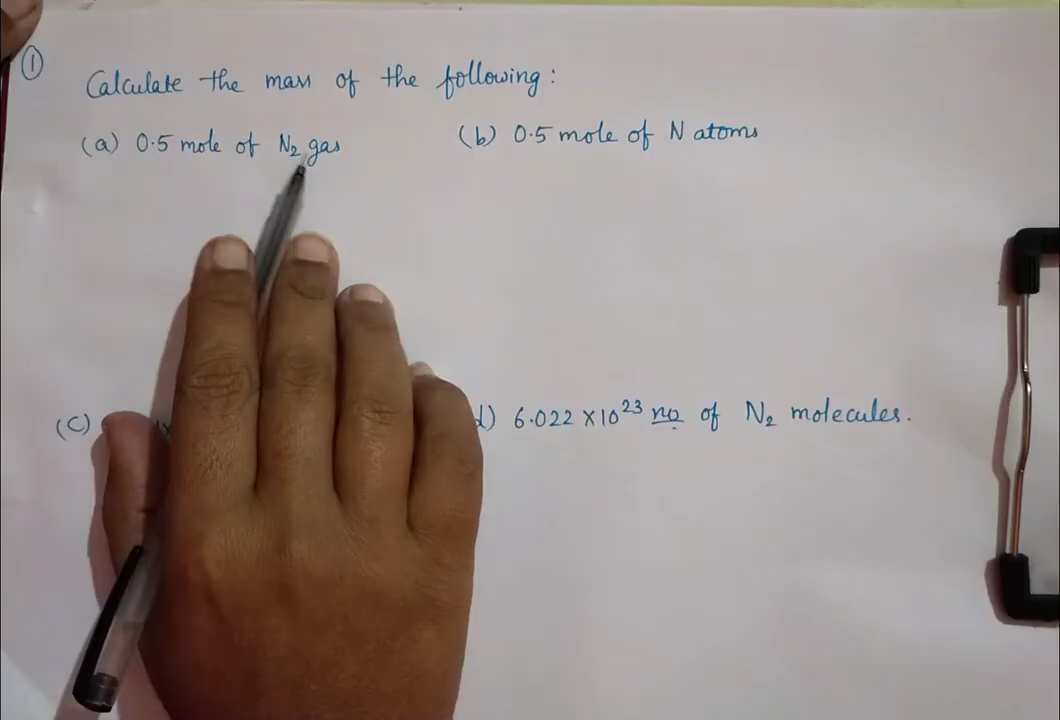 ① Calculate the mass of the following:
(a) 0.5 mole of N₂ gas (b) 0.5 mole of N atoms
(c) d) 6.022 × 10²³ no of N₂ molecules.